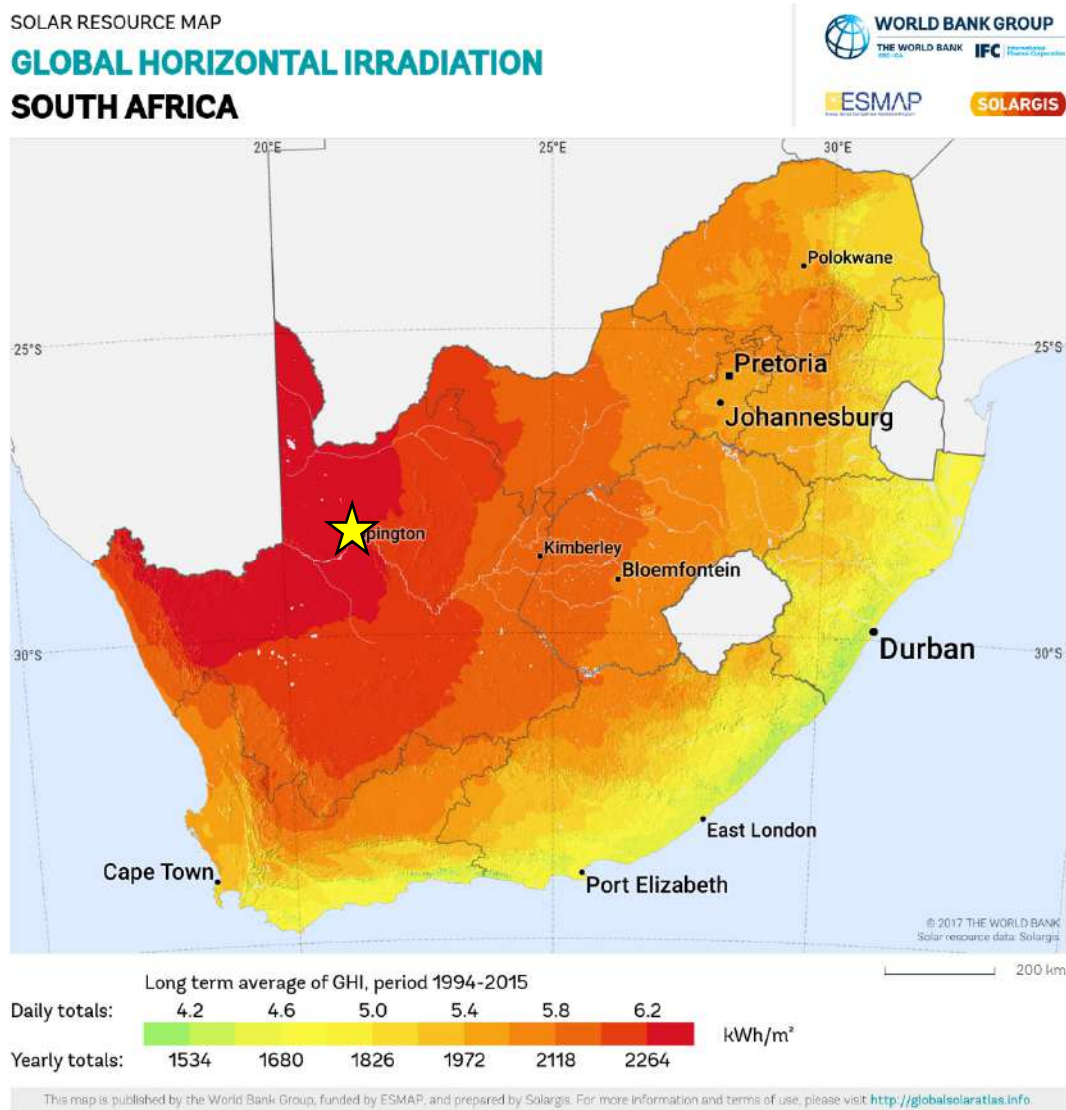 SOLAR RESOURCE MAP
GLOBAL HORIZONTAL IRRADIATION
SOUTH AFRICA
WORLD BANK GROUP
THE WORLD BANK
IFC
ESMAP
SOLARGIS
20°E
25°E
30°E
Polokwane
25°S
25°S
Pretoria
Johannesburg
pington
Kimberley
Bloemfontein
30°S
30°S
Durban
East London
Cape Town
Port Elizabeth
© 2017 THE WORLD BANK
Solar resource data: Solargis
200 km
Long term average of GHI, period 1994-2015
Daily totals: 4.2 4.6 5.0 5.4 5.8 6.2
kWh/m²
Yearly totals: 1534 1680 1826 1972 2118 2264
This map is published by the World Bank Group, funded by ESMAP, and prepared by Solargis. For more information and terms of use, please visit http://globalsolaratlas.info.